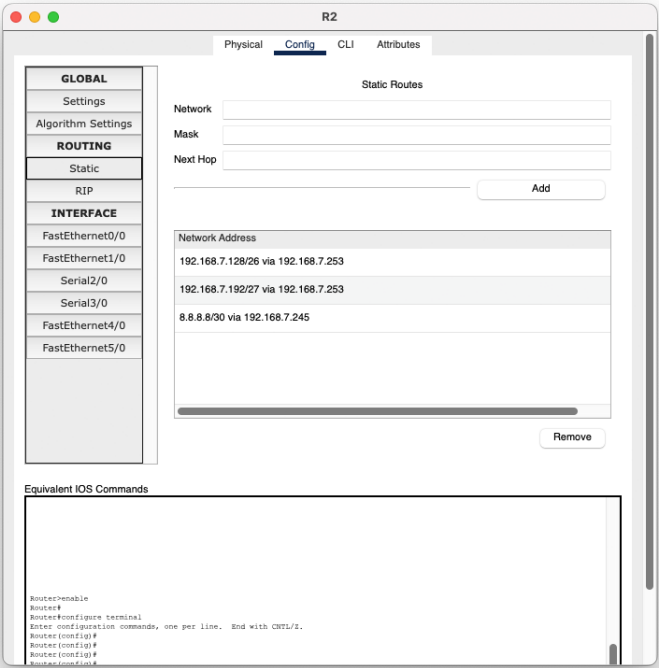 R2
Physical Config CLI Attributes
GLOBAL
Settings
Algorithm Settings
ROUTING
Static
RIP
INTERFACE
FastEthernet0/0
FastEthernet1/0
Serial2/0
Serial3/0
FastEthernet4/0
FastEthernet5/0
Static Routes
Network
Mask
Next Hop
Add
Network Address
192.168.7.128/26 via 192.168.7.253
192.168.7.192/27 via 192.168.7.253
8.8.8.8/30 via 192.168.7.245
Remove
Equivalent IOS Commands
Router>enable
Router#
Router#configure terminal
Enter configuration commands, one per line. End with CNTL/Z.
Router(config)#
Router(config)#
Router(config)#
Router(config)#